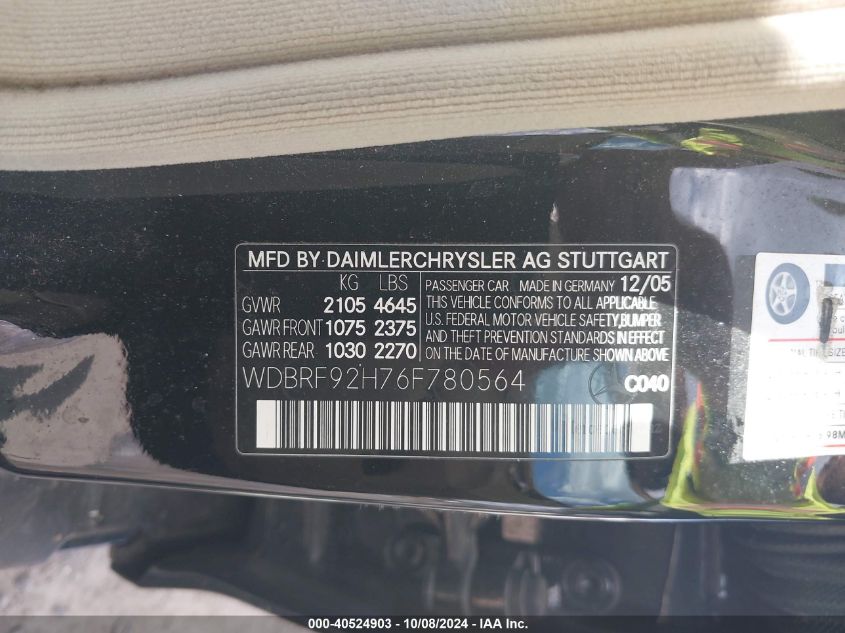 MFD BY DAIMLERCHRYSLER AG STUTTGART
KG LBS
GVWR 2105 4645
GAWR FRONT 1075 2375
GAWR REAR 1030 2270
PASSENGER CAR MADE IN GERMANY 12/05
THIS VEHICLE CONFORMS TO ALL APPLICABLE
U.S. FEDERAL MOTOR VEHICLE SAFETY,BUMPER
AND THEFT PREVENTION STANDARDS IN EFFECT
ON THE DATE OF MANUFACTURE SHOWN ABOVE
WDBRF92H76F780564
C040
000-40524903 - 10/08/2024 - © IAA Holdings, LLC.